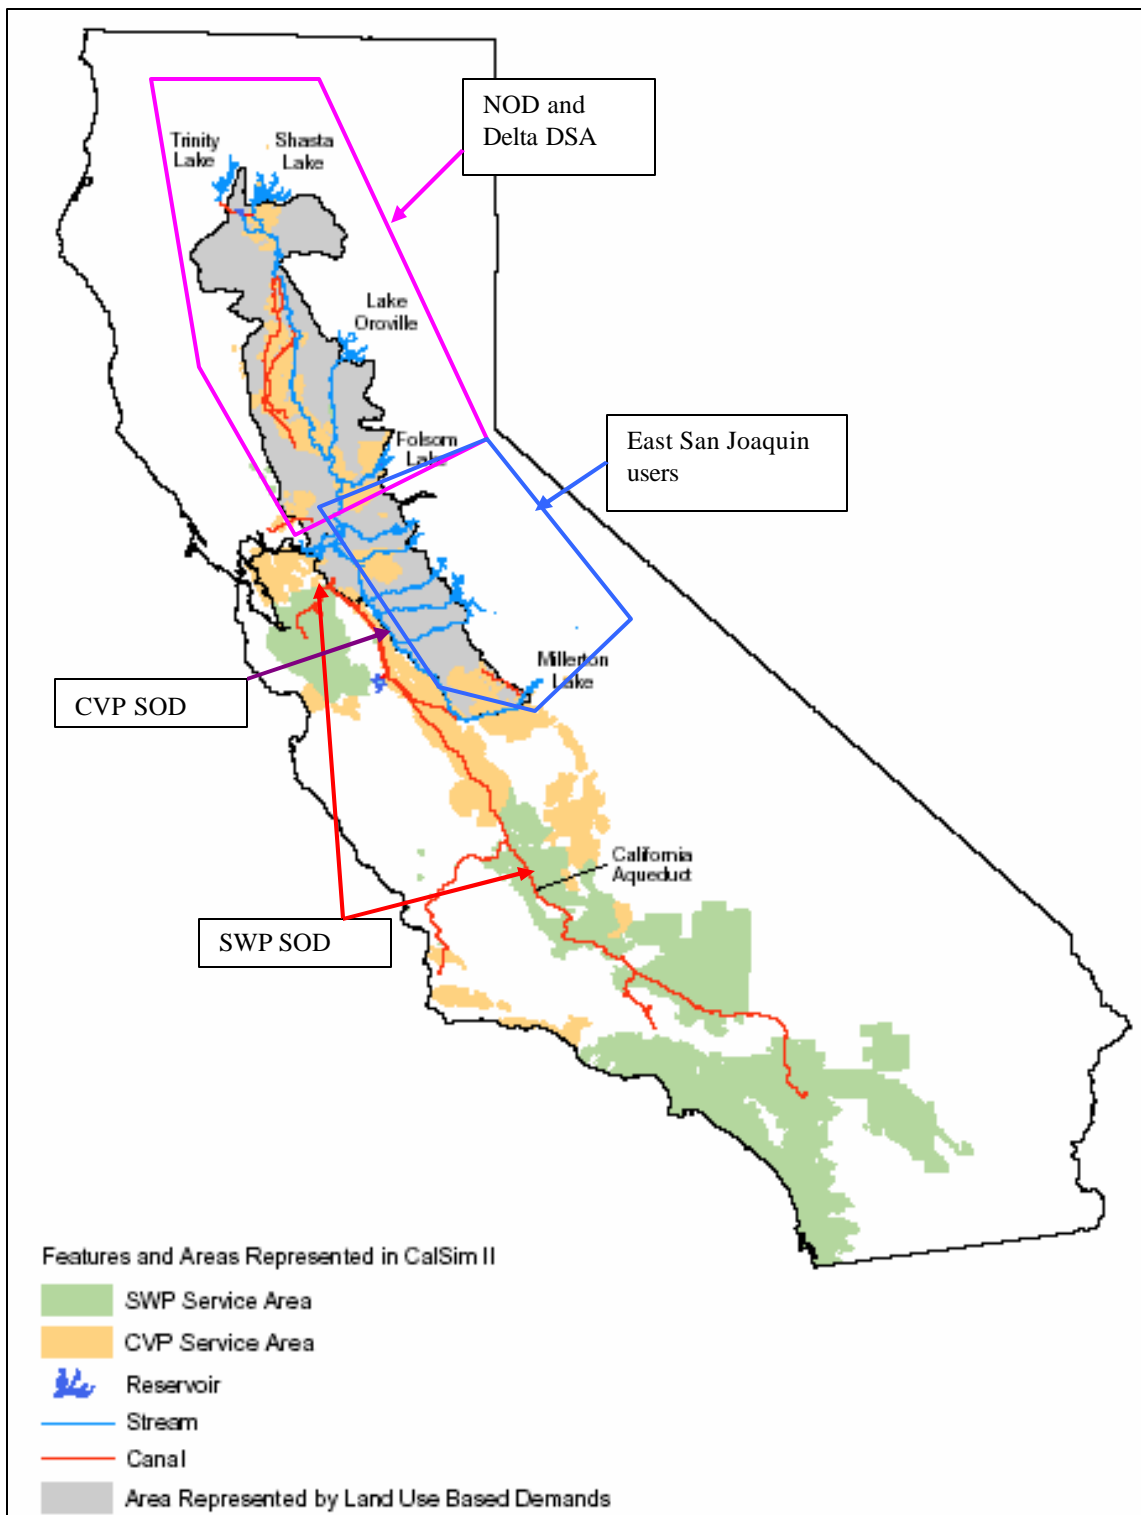 NOD and
Delta DSA
Trinity
Lake
Shasta
Lake
Lake
Oroville
East San Joaquin
users
Folsom
Lake
Millerton
Lake
CVP SOD
California
Aqueduct
SWP SOD
Features and Areas Represented in CalSim II
SWP Service Area
CVP Service Area
Reservoir
Stream
Canal
Area Represented by Land Use Based Demands